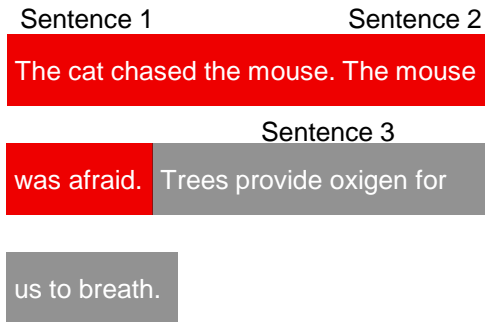 Sentence 1 Sentence 2
The cat chased the mouse. The mouse
Sentence 3
was afraid. Trees provide oxigen for
us to breath.